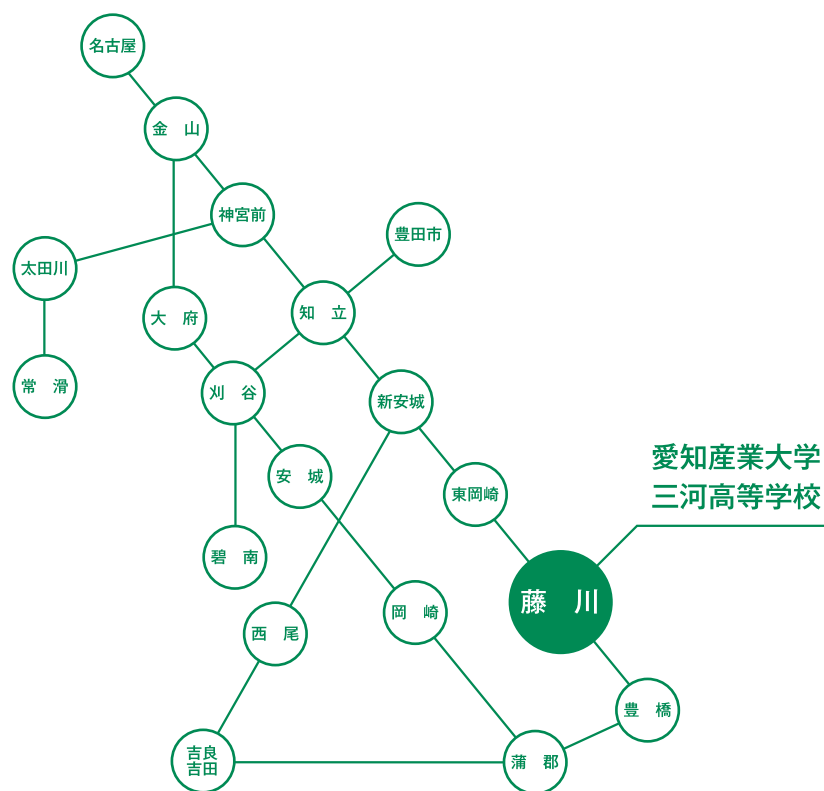 名古屋
金　山
神宮前
豊田市
太田川
大　府
知　立
常　滑
刈　谷
新安城
愛知産業大学
三河高等学校
安　城
東岡崎
碧　南
藤　川
岡　崎
西　尾
豊　橋
吉良
吉田
蒲　郡